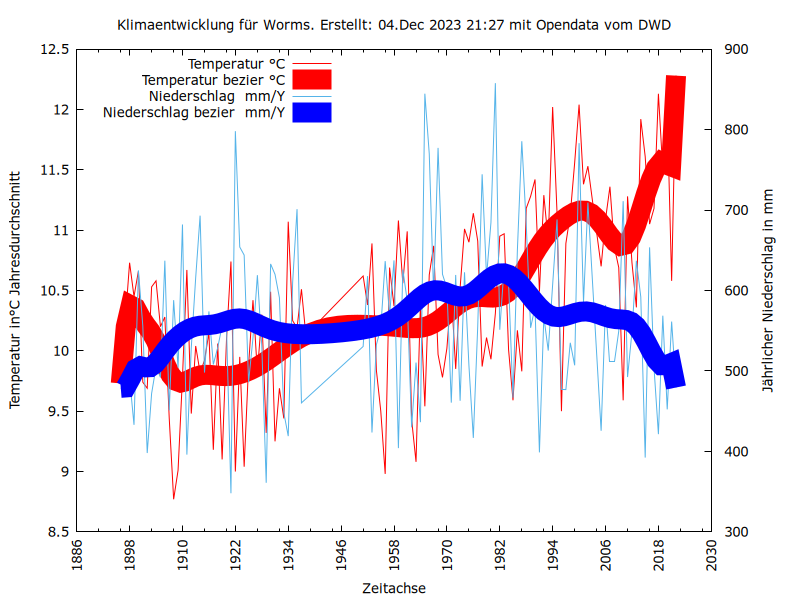 Klimaentwicklung für Worms. Erstellt: 04.Dec 2023 21:27 mit Opendata vom DWD
Temperatur ºC
Temperatur bezier ºC
Niederschlag  mm/Y
Niederschlag bezier  mm/Y
12.5
12
11.5
11
10.5
10
9.5
9
8.5
Temperatur in°C Jahresdurchschnitt
900
800
700
600
500
400
300
Jährlicher Niederschlag in mm
1886 1898 1910 1922 1934 1946 1958 1970 1982 1994 2006 2018 2030
Zeitachse